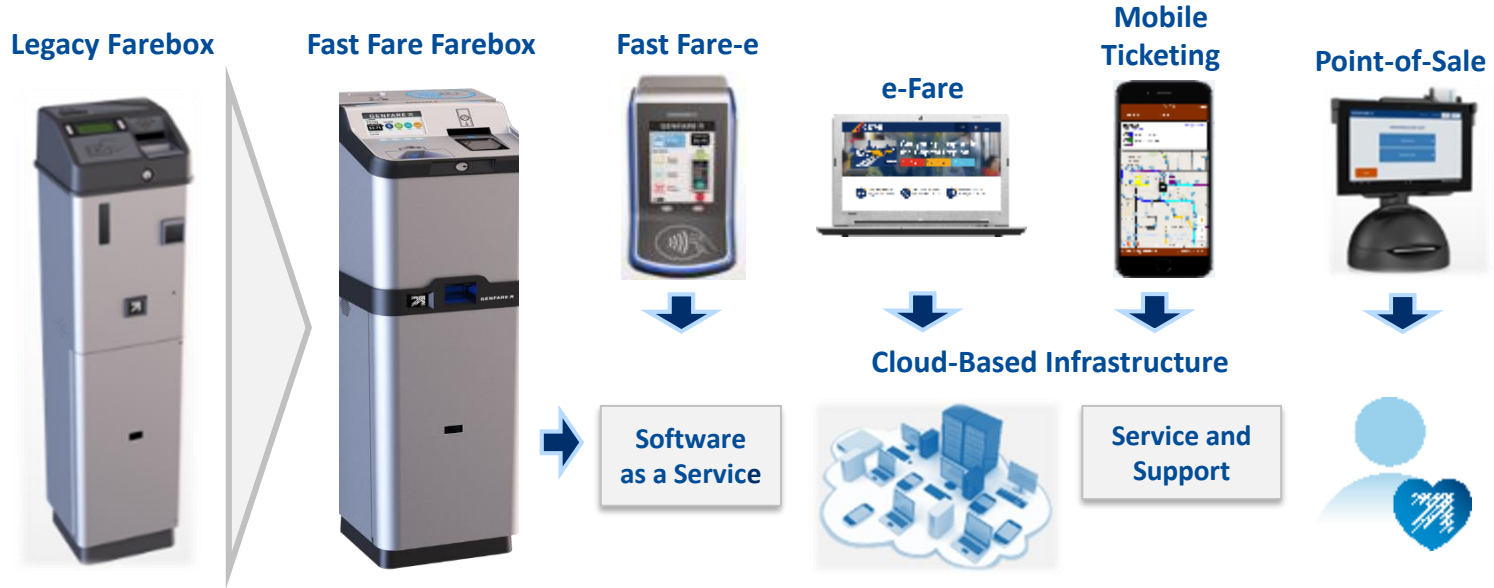 Legacy Farebox
Fast Fare Farebox
Fast Fare-e
e-Fare
Mobile
Ticketing
Point-of-Sale
GENFARE
GENFARE
GENFARE
Cloud-Based Infrastructure
Software
as a Service
Service and
Support